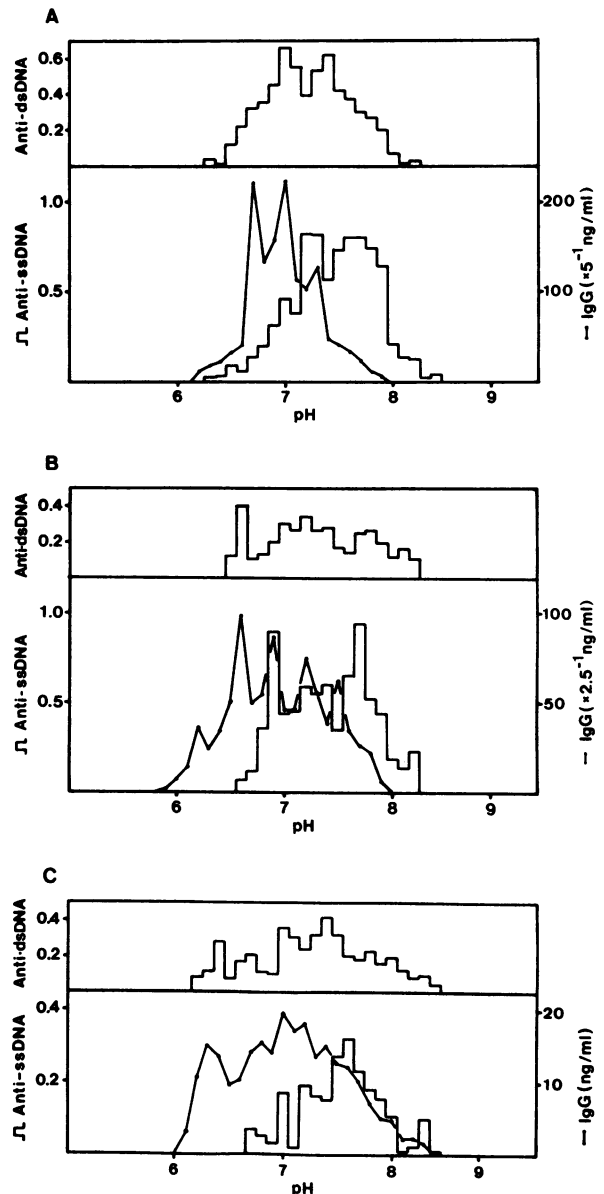 A
Anti-dsDNA
0.6
0.4
0.2
⎍ Anti-ssDNA
1.0
0.5
200
100
– IgG (×5⁻¹ ng/ml)
6 7 8 9
pH
B
Anti-dsDNA
0.4
0.2
⎍ Anti-ssDNA
1.0
0.5
100
50
– IgG (×2.5⁻¹ ng/ml)
6 7 8 9
pH
C
Anti-dsDNA
0.4
0.2
⎍ Anti-ssDNA
0.4
0.2
20
10
– IgG (ng/ml)
6 7 8 9
pH